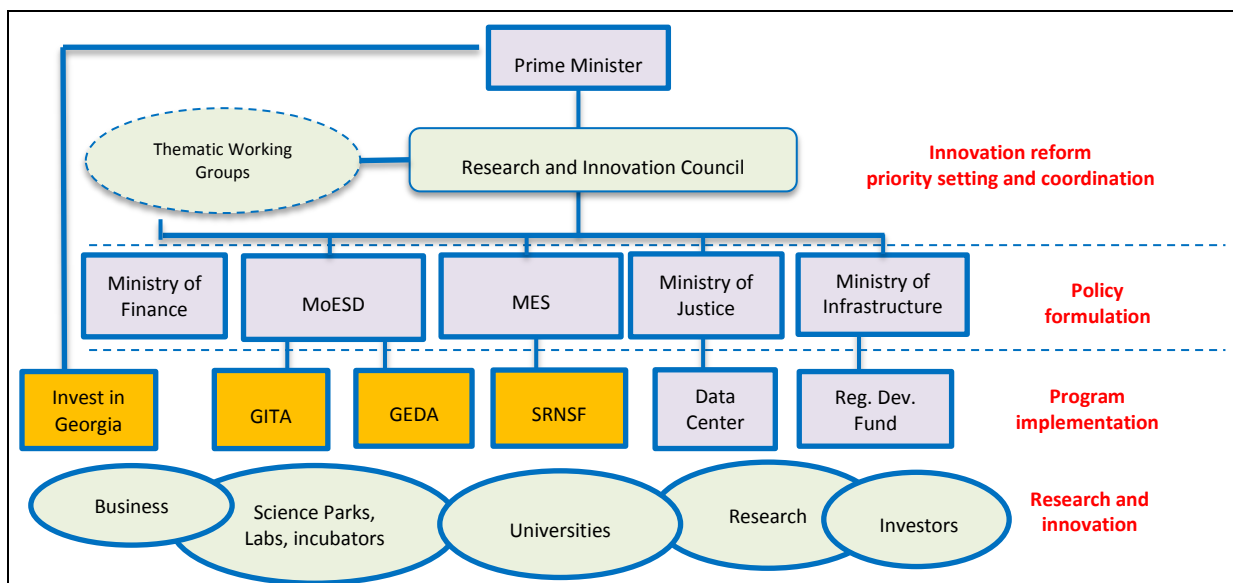 Prime Minister
Thematic Working
Groups
Research and Innovation Council
Innovation reform
priority setting and coordination
Ministry of
Finance
MoESD
MES
Ministry of
Justice
Ministry of
Infrastructure
Policy
formulation
Invest in
Georgia
GITA
GEDA
SRNSF
Data
Center
Reg. Dev.
Fund
Program
implementation
Business
Science Parks,
Labs, incubators
Universities
Research
Investors
Research and
innovation